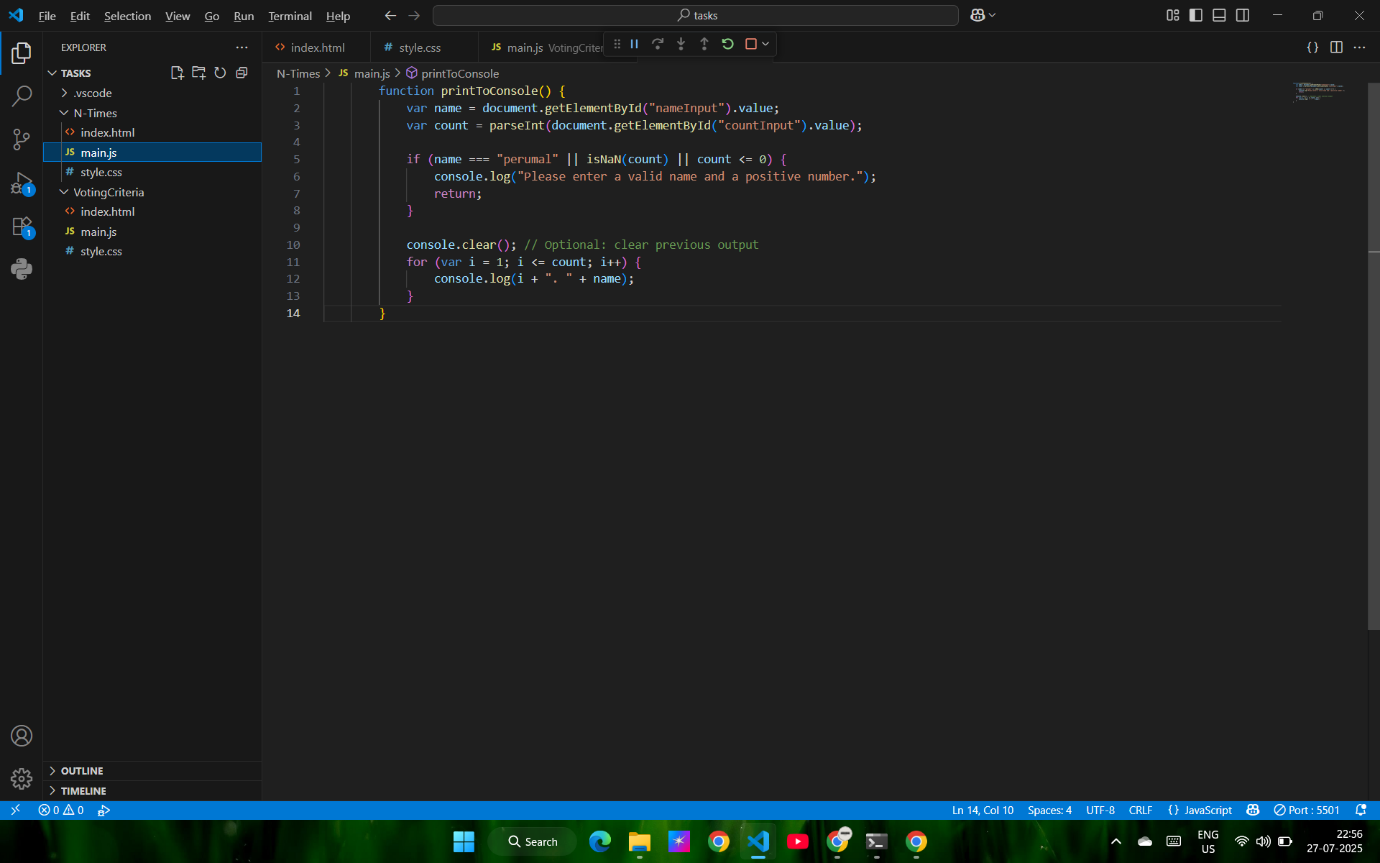 File Edit Selection View Go Run Terminal Help
tasks
EXPLORER
TASKS
.vscode
N-Times
index.html
main.js
style.css
VotingCriteria
index.html
main.js
style.css
OUTLINE
TIMELINE
1
1
index.html
style.css
JS main.js
N-Times > JS main.js > printToConsole
1 function printToConsole() {
2 var name = document.getElementById("nameInput").value;
3 var count = parseInt(document.getElementById("countInput").value);
4
5 if (name === "perumal" || isNaN(count) || count <= 0) {
6 console.log("Please enter a valid name and a positive number.");
7 return;
8 }
9
10 console.clear(); // Optional: clear previous output
11 for (var i = 1; i <= count; i++) {
12 console.log(i + ". " + name);
13 }
14 }
0 0
Ln 14, Col 10 Spaces: 4 UTF-8 CRLF {} JavaScript Port : 5501
Search
ENG
US
22:56
27-07-2025